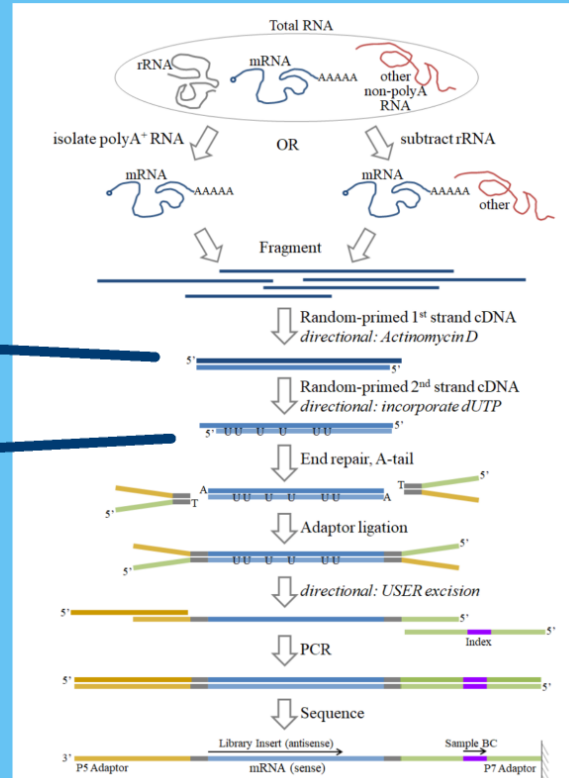 Total RNA
rRNA
mRNA
AAAAA
other
non-polyA
RNA
isolate polyA⁺ RNA
OR
subtract rRNA
mRNA
AAAAA
mRNA
AAAAA
other
Fragment
Random-primed 1st strand cDNA
directional: Actinomycin D
5’
5’
Random-primed 2nd strand cDNA
directional: incorporate dUTP
5’
5’
UU U U UU
End repair, A-tail
5’
5’
T
A
UU U U UU
A
T
Adaptor ligation
5’
5’
UU U U UU
directional: USER excision
5’
5’
5’
Index
PCR
5’
5’
Sequence
Library Insert (antisense)
Sample BC
3’
P5 Adaptor
mRNA (sense)
P7 Adaptor